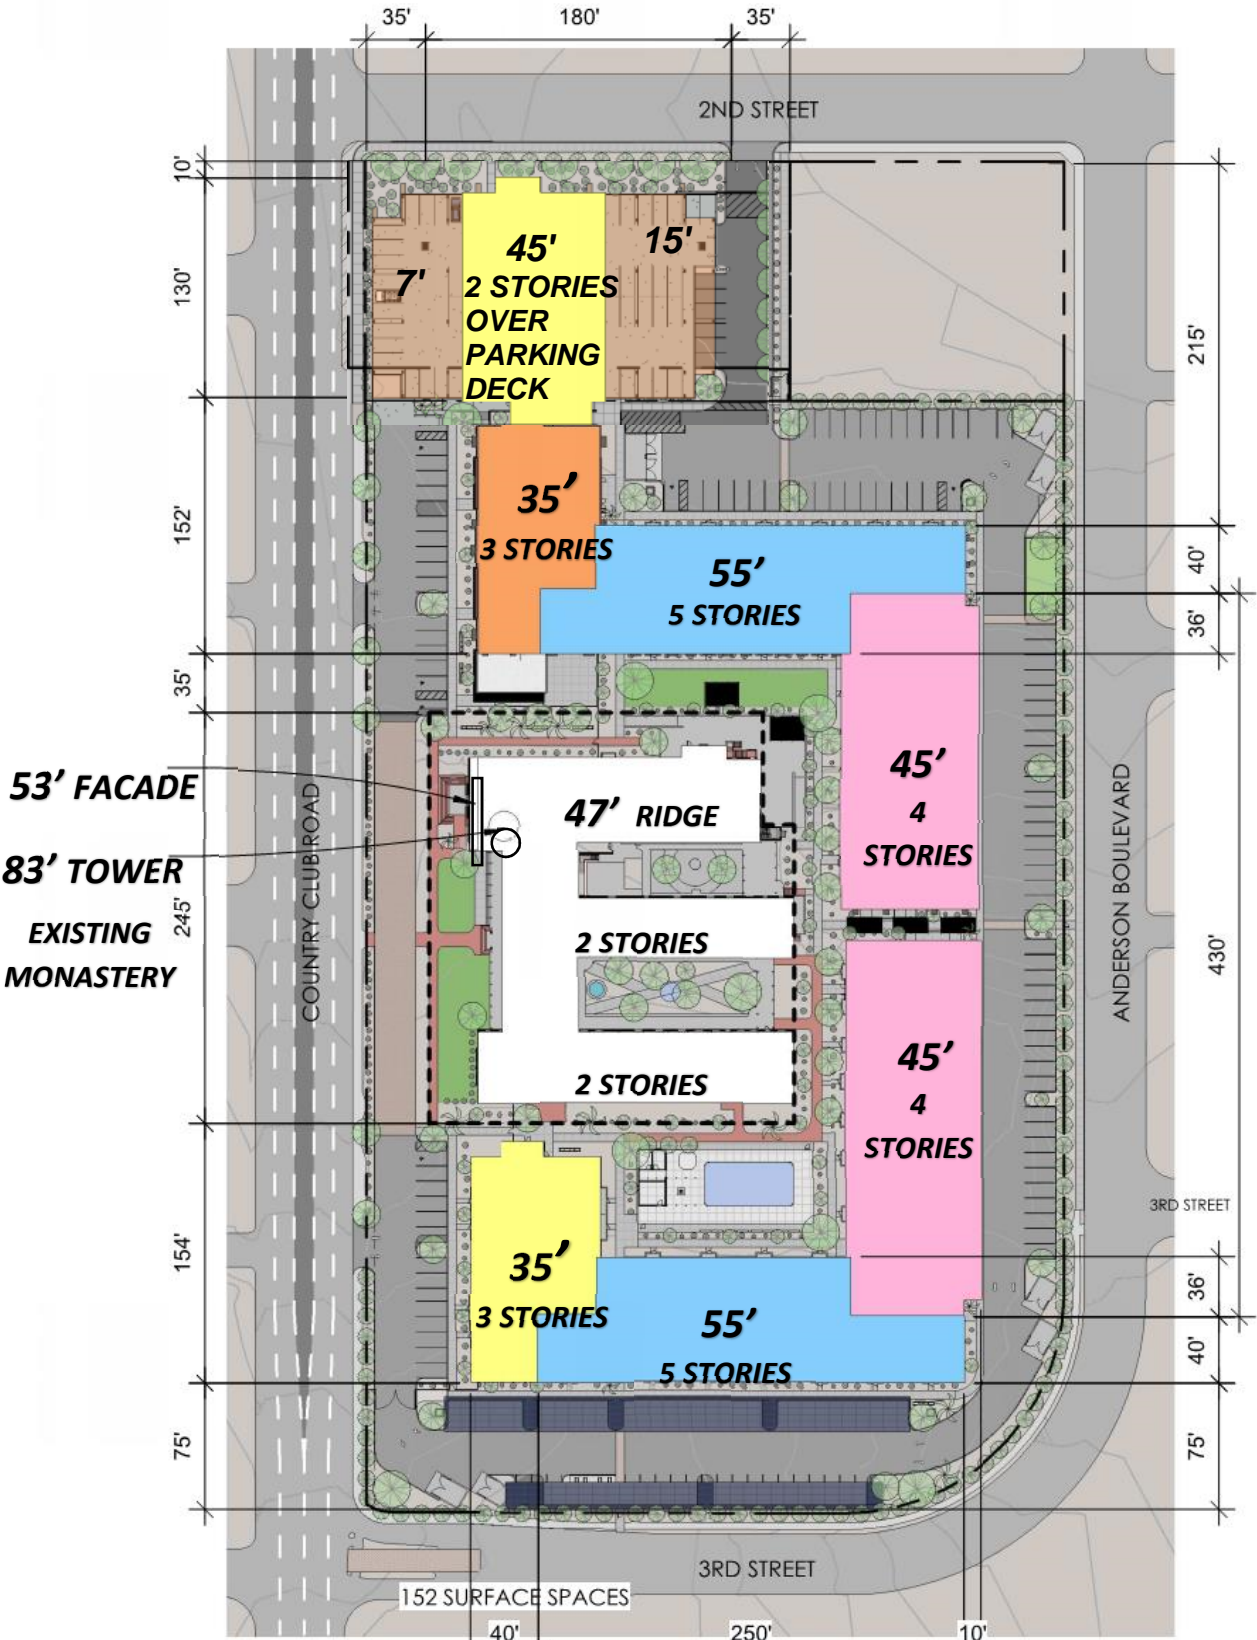 35' 180' 35'
2ND STREET
10'
130'
215'
7'
45'
2 STORIES
OVER
PARKING
DECK
15'
152'
35’
3 STORIES
55’
5 STORIES
40'
36'
35'
53’ FACADE
83’ TOWER
EXISTING
MONASTERY
245'
COUNTRY CLUB ROAD
47’ RIDGE
2 STORIES
2 STORIES
45’
4
STORIES
ANDERSON BOULEVARD
430'
45’
4
STORIES
3RD STREET
154'
35’
3 STORIES
55’
5 STORIES
36'
40'
75'
75'
3RD STREET
152 SURFACE SPACES
40' 250' 10'